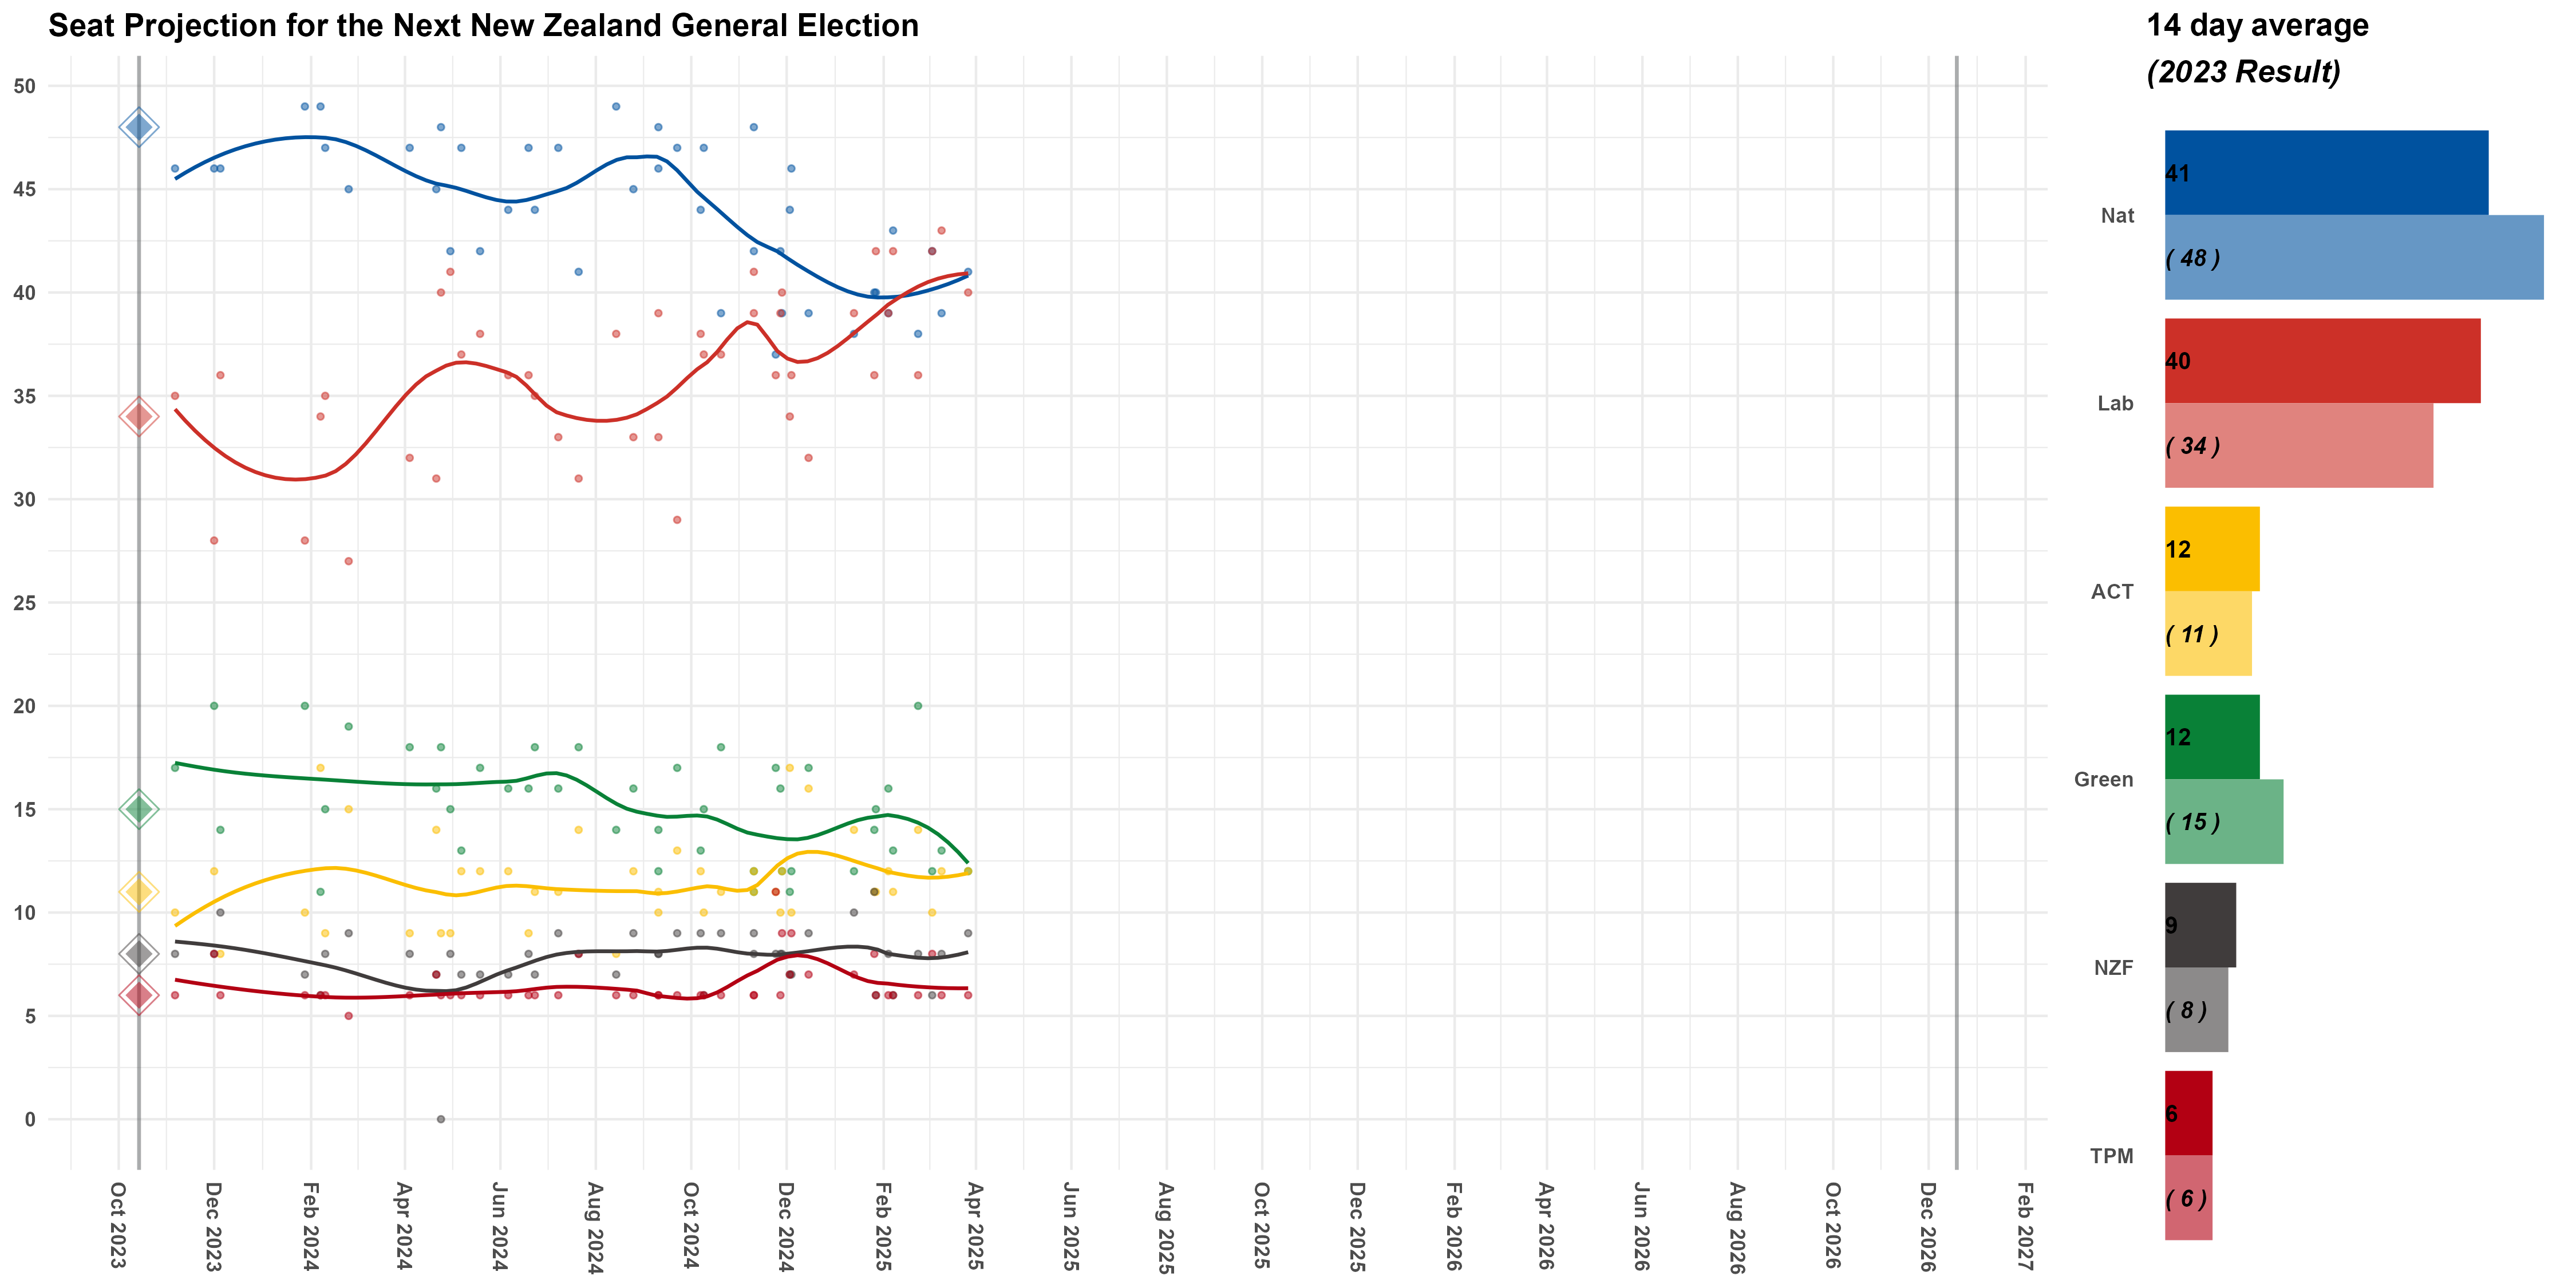 Seat Projection for the Next New Zealand General Election
50
45
40
35
30
25
20
15
10
5
0
Oct 2023
Dec 2023
Feb 2024
Apr 2024
Jun 2024
Aug 2024
Oct 2024
Dec 2024
Feb 2025
Apr 2025
Jun 2025
Aug 2025
Oct 2025
Dec 2025
Feb 2026
Apr 2026
Jun 2026
Aug 2026
Oct 2026
Dec 2026
Feb 2027
14 day average
(2023 Result)
Nat
41
( 48 )
Lab
40
( 34 )
ACT
12
( 11 )
Green
12
( 15 )
NZF
9
( 8 )
TPM
6
( 6 )